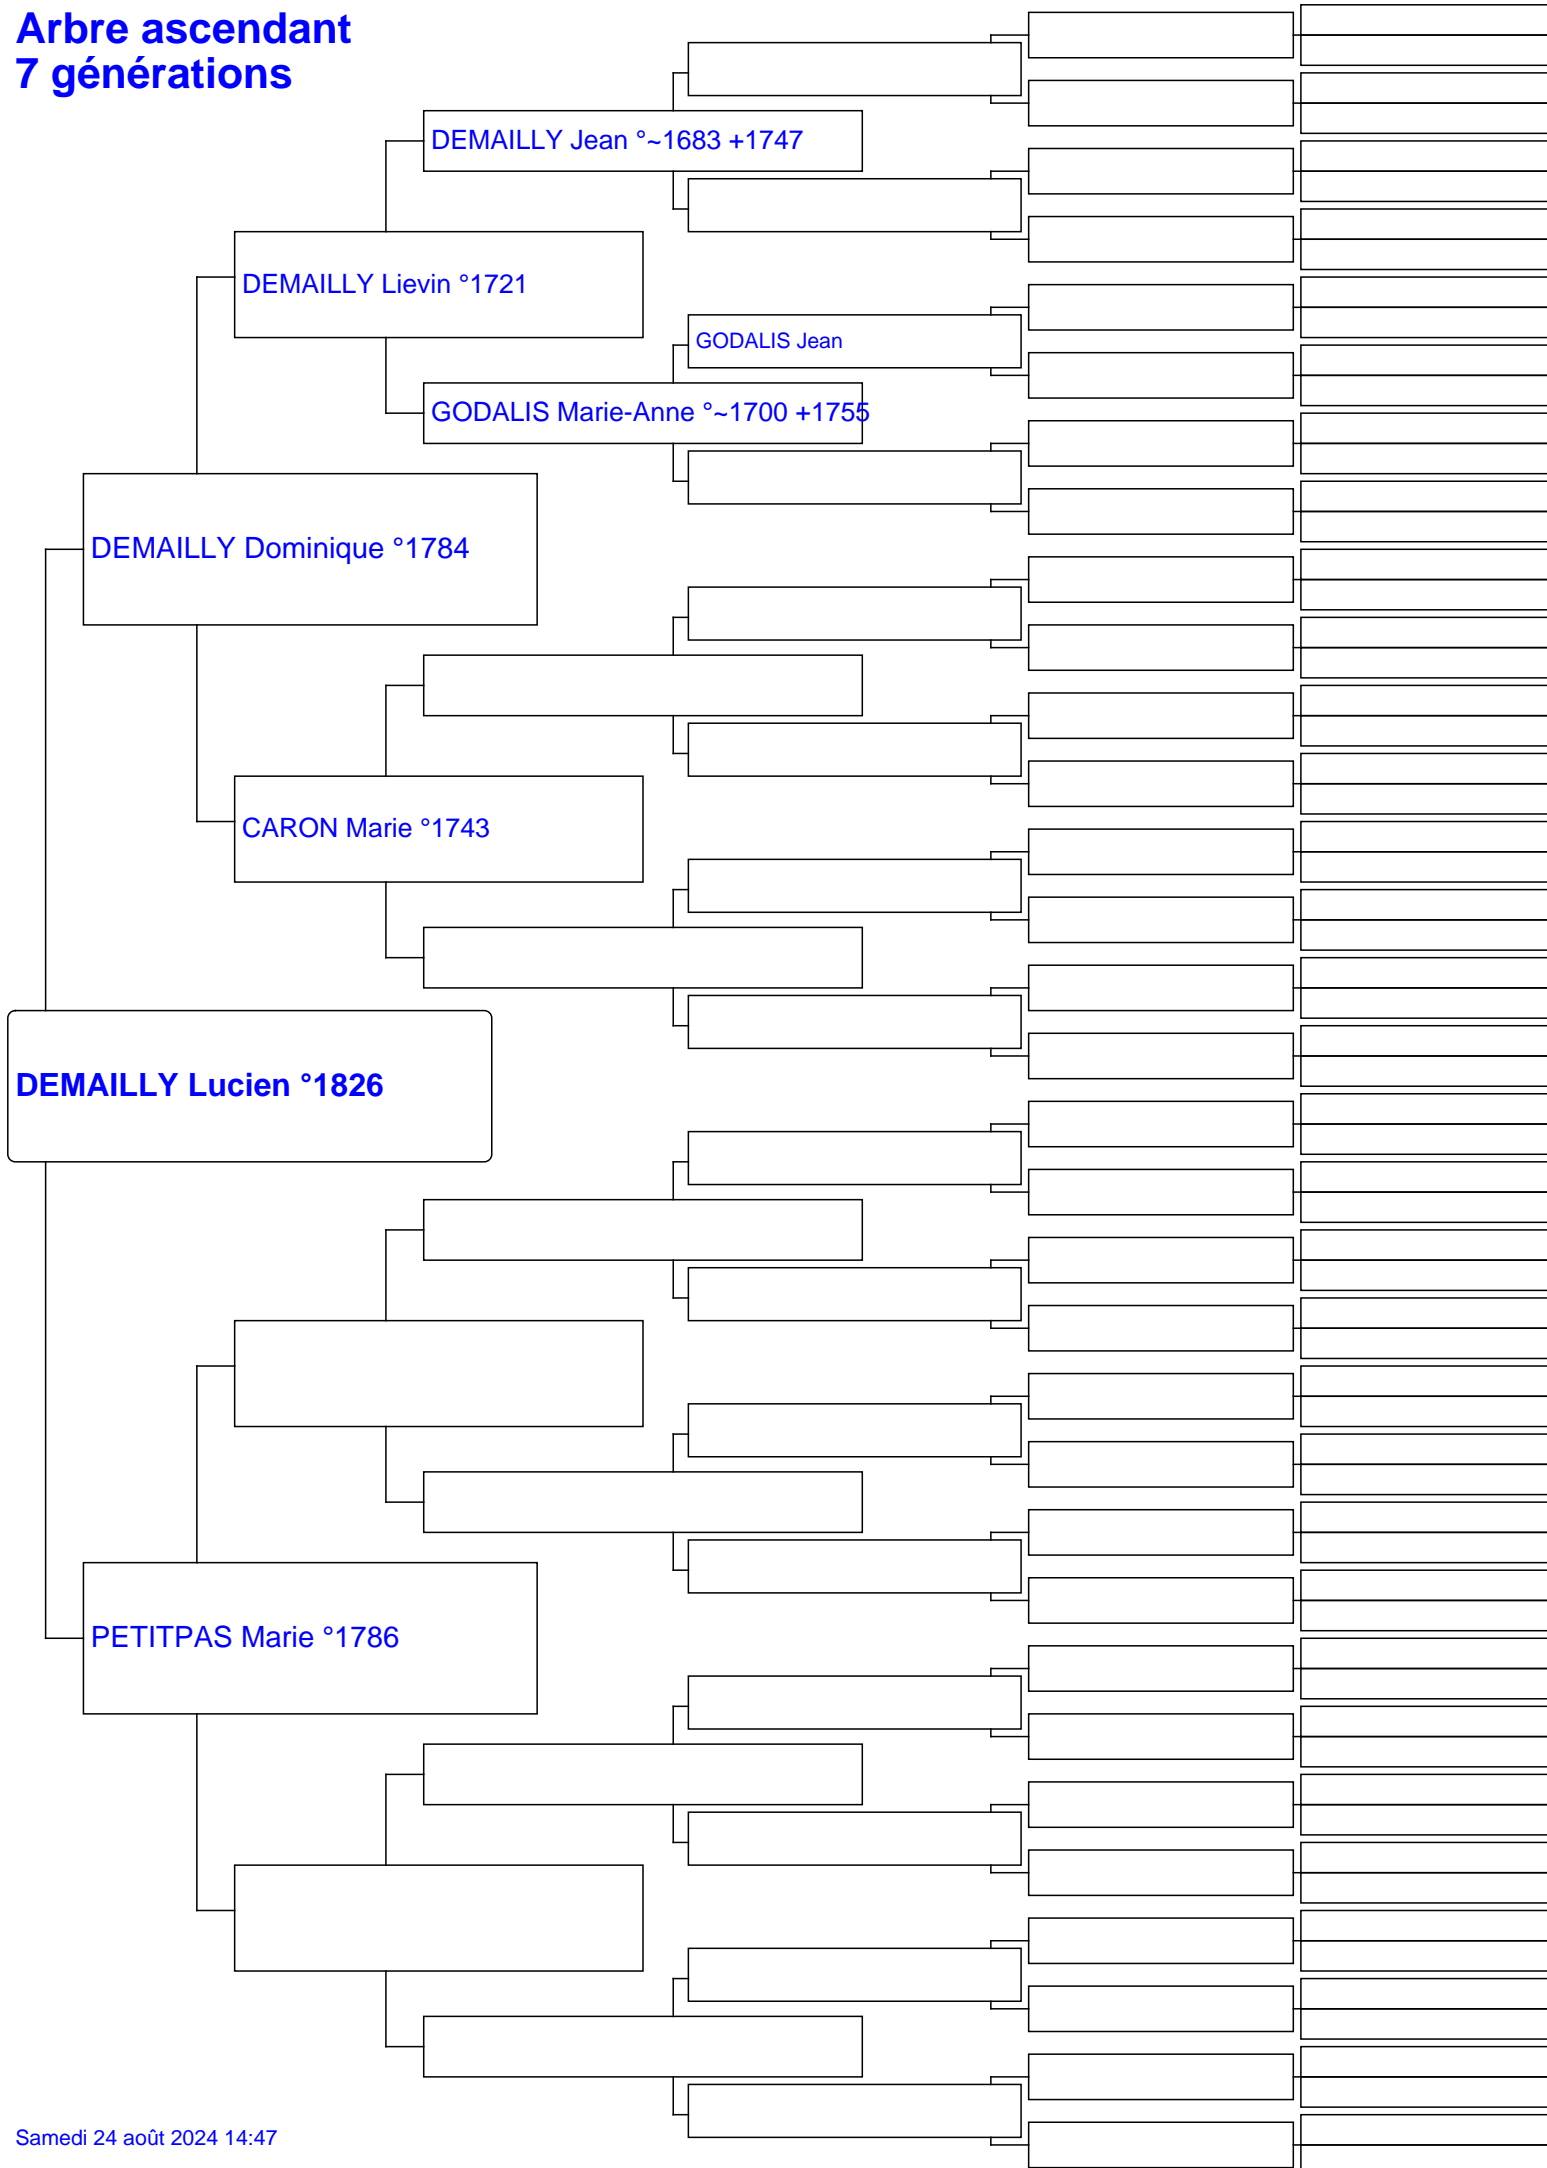 Arbre ascendant
7 générations
DEMAILLY Jean °~1683 +1747
DEMAILLY Lievin °1721
GODALIS Jean
GODALIS Marie-Anne °~1700 +1755
DEMAILLY Dominique °1784
CARON Marie °1743
DEMAILLY Lucien °1826
PETITPAS Marie °1786
Samedi 24 août 2024 14:47